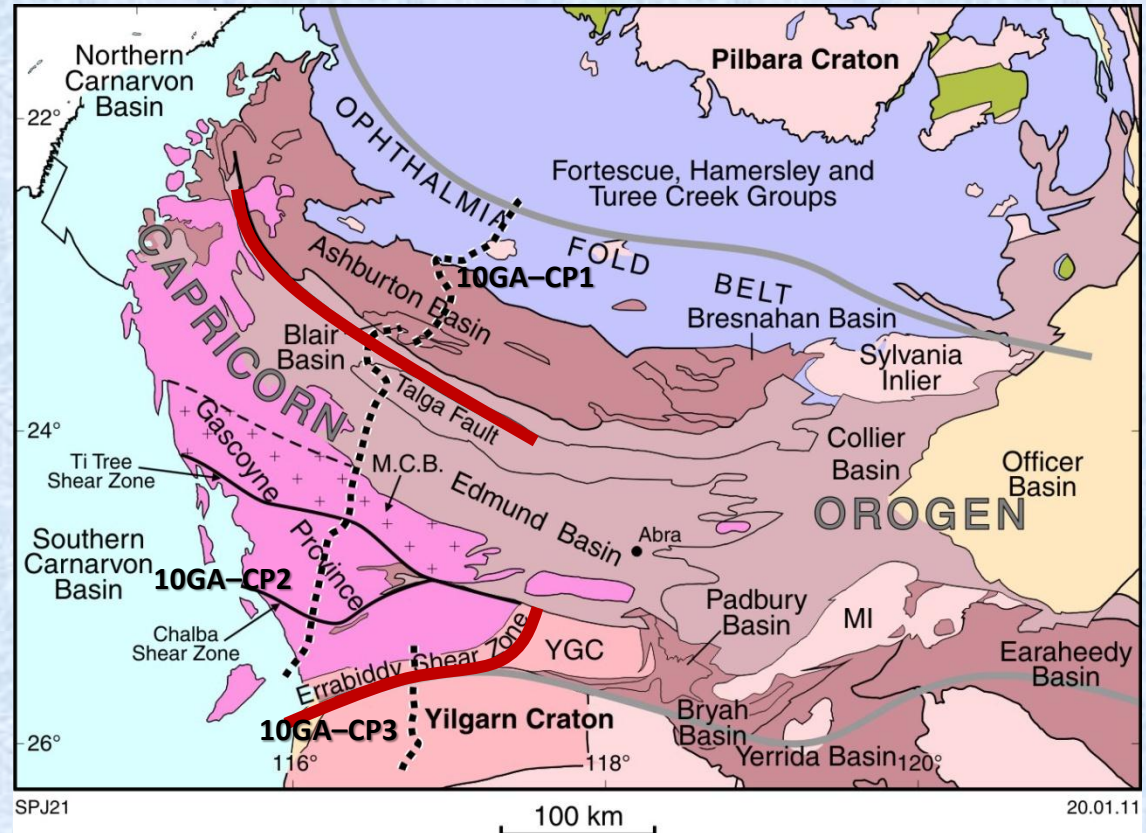 Northern
Carnarvon
Basin
Pilbara Craton
22°
OPHTHALMIA
FOLD
BELT
Fortescue, Hamersley and
Turee Creek Groups
CAPRICORN
Ashburton Basin
10GA–CP1
Bresnahan Basin
Blair
Basin
Sylvania
Inlier
Talga Fault
24°
Gascoyne
Province
Ti Tree
Shear Zone
M.C.B.
Collier
Basin
Officer
Basin
Edmund Basin
OROGEN
Abra
Southern
Carnarvon
Basin
10GA–CP2
Chalba
Shear Zone
Padbury
Basin
MI
YGC
Errabiddy Shear Zone
Earaheedy
Basin
10GA–CP3
Yilgarn Craton
Bryah
Basin
26°
Yerrida Basin
116°
118°
120°
SPJ21
100 km
20.01.11